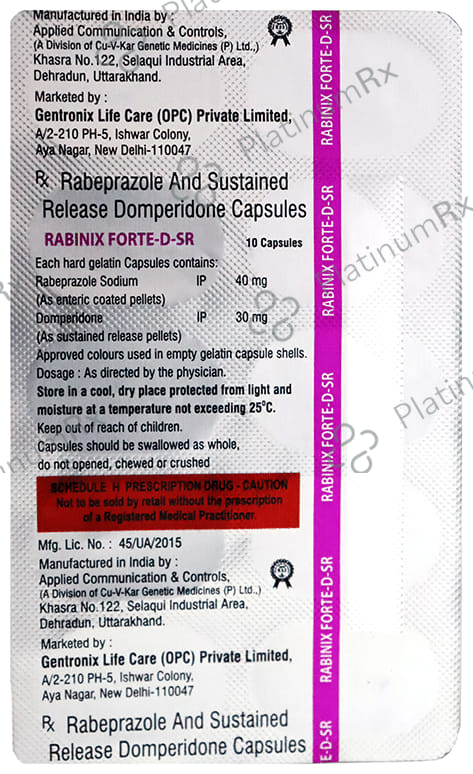 Manufactured in India by :
Applied Communication & Controls,
(A Division of Cu-V-Kar Genetic Medicines (P) Ltd.,)
Khasra No.122, Selaqui Industrial Area,
Dehradun, Uttarakhand.
Marketed by :
Gentronix Life Care (OPC) Private Limited,
A/2-210 PH-5, Ishwar Colony,
Aya Nagar, New Delhi-110047
℞ Rabeprazole And Sustained
Release Domperidone Capsules
RABINIX FORTE-D-SR 10 Capsules
Each hard gelatin Capsules contains:
Rabeprazole Sodium IP 40 mg
(As enteric coated pellets)
Domperidone IP 30 mg
(As sustained release pellets)
Approved colours used in empty gelatin capsule shells.
Dosage : As directed by the physician.
Store in a cool, dry place protected from light and
moisture at a temperature not exceeding 25°C.
Keep out of reach of children.
Capsules should be swallowed as whole,
do not opened, chewed or crushed
SCHEDULE H PRESCRIPTION DRUG - CAUTION
Not to be sold by retail without the prescription
of a Registered Medical Practitioner.
Mfg. Lic. No. : 45/UA/2015
Manufactured in India by :
Applied Communication & Controls,
(A Division of Cu-V-Kar Genetic Medicines (P) Ltd.,)
Khasra No.122, Selaqui Industrial Area,
Dehradun, Uttarakhand.
Marketed by :
Gentronix Life Care (OPC) Private Limited,
A/2-210 PH-5, Ishwar Colony,
Aya Nagar, New Delhi-110047
℞ Rabeprazole And Sustained
Release Domperidone Capsules
RABINIX FORTE-D-SR
RABINIX FORTE-D-SR
RABINIX FORTE-D-SR
RABINIX FORTE-D-SR
E-D-SR
PlatinumRx
PlatinumRx
Platinum